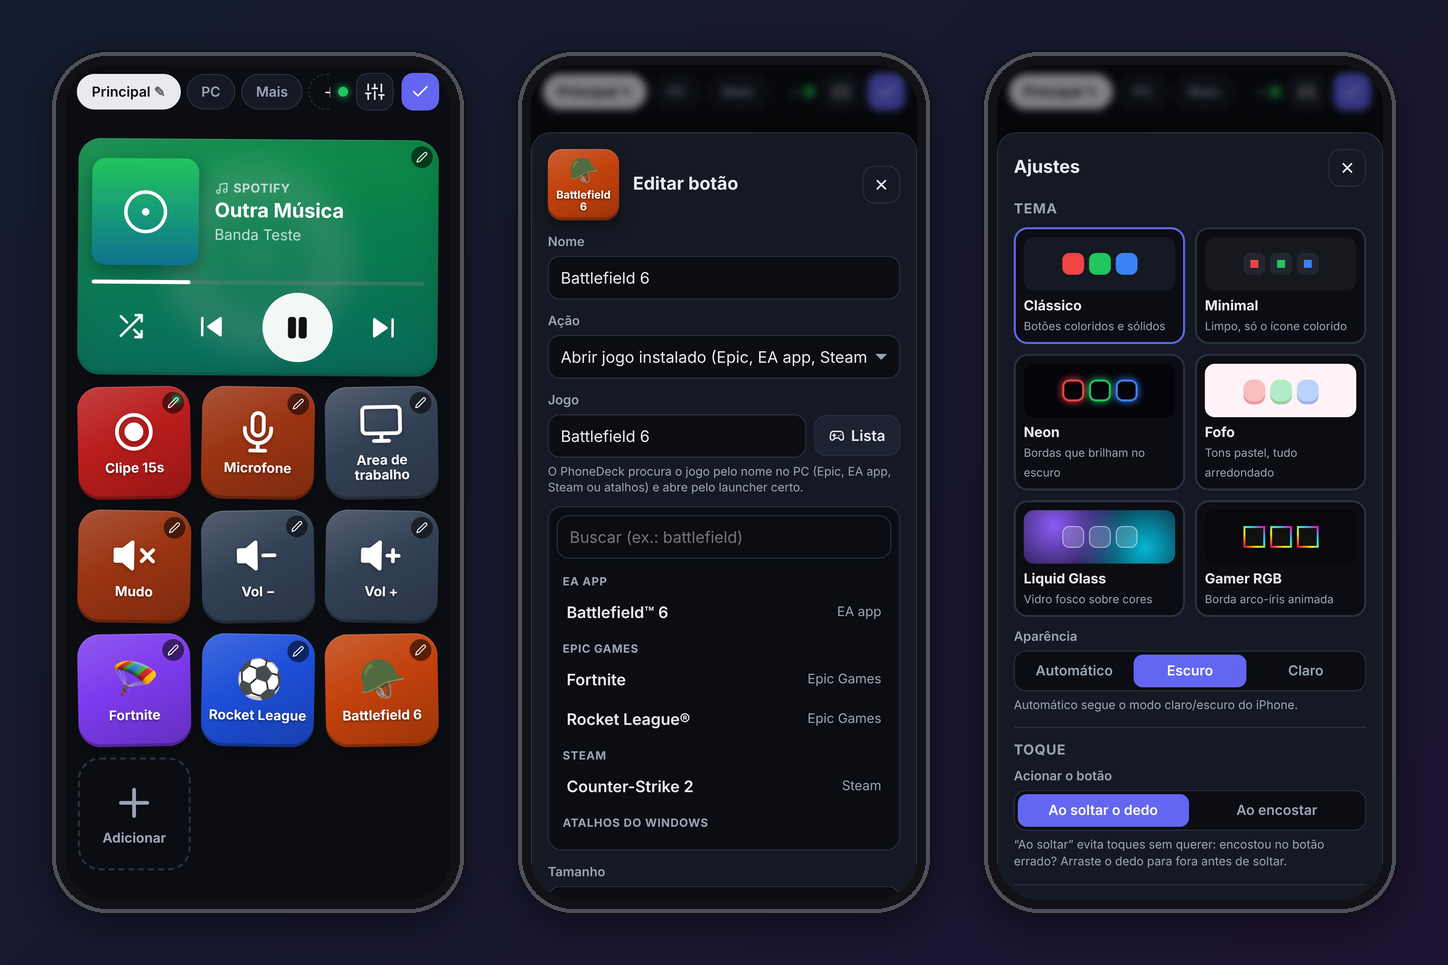 Principal
PC
Mais
SPOTIFY
Outra Música
Banda Teste
Clipe 15s
Microfone
Area de
trabalho
Mudo
Vol −
Vol +
Fortnite
Rocket League
Battlefield 6
Adicionar
Battlefield
6
Editar botão
Nome
Battlefield 6
Ação
Abrir jogo instalado (Epic, EA app, Steam
Jogo
Battlefield 6
Lista
O PhoneDeck procura o jogo pelo nome no PC (Epic, EA app,
Steam ou atalhos) e abre pelo launcher certo.
Buscar (ex.: battlefield)
EA APP
Battlefield™ 6
EA app
EPIC GAMES
Fortnite
Epic Games
Rocket League®
Epic Games
STEAM
Counter-Strike 2
Steam
ATALHOS DO WINDOWS
Tamanho
Ajustes
TEMA
Clássico
Botões coloridos e sólidos
Minimal
Limpo, só o ícone colorido
Neon
Bordas que brilham no
escuro
Fofo
Tons pastel, tudo
arredondado
Liquid Glass
Vidro fosco sobre cores
Gamer RGB
Borda arco-íris animada
Aparência
Automático
Escuro
Claro
Automático segue o modo claro/escuro do iPhone.
TOQUE
Acionar o botão
Ao soltar o dedo
Ao encostar
“Ao soltar” evita toques sem querer: encostou no botão
errado? Arraste o dedo para fora antes de soltar.